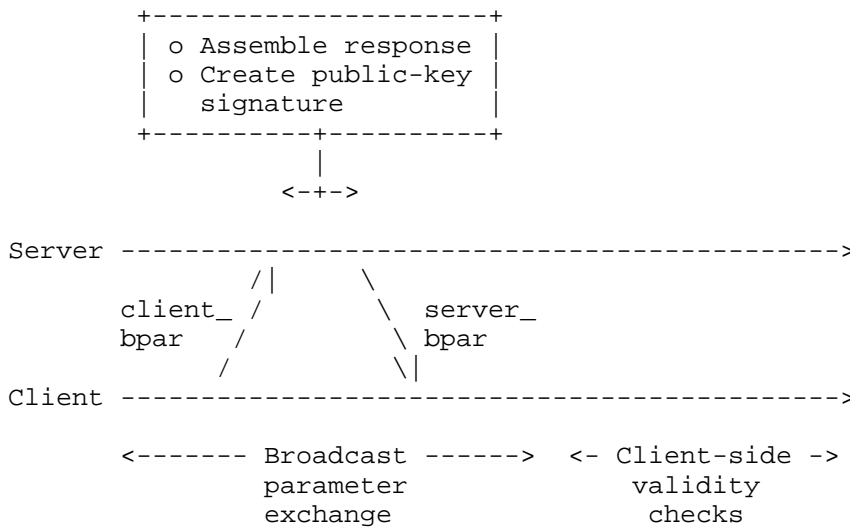 o Assemble response
o Create public-key
signature
Server
client_ server_
bpar bpar
Client
<------- Broadcast ------> <- Client-side ->
parameter validity
exchange checks